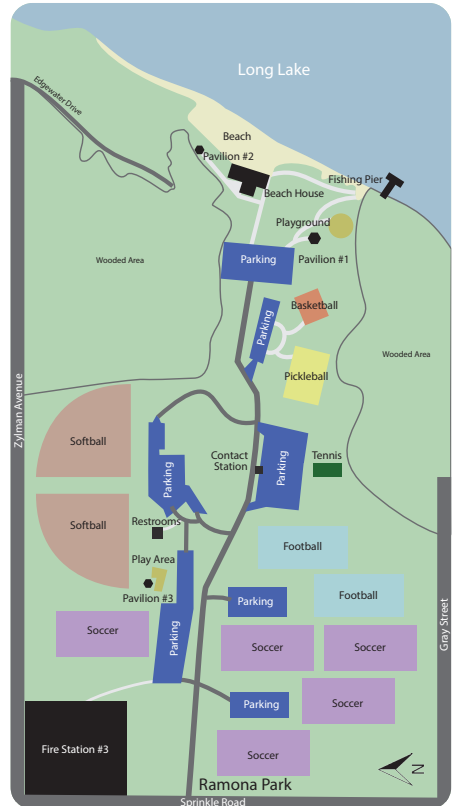 Long Lake
Edgewater Drive
Beach
Pavilion #2
Fishing Pier
Beach House
Playground
Wooded Area
Parking
Pavilion #1
Basketball
Parking
Wooded Area
Pickleball
Zylman Avenue
Softball
Contact
Station
Parking
Tennis
Parking
Softball
Restrooms
Football
Play Area
Football
Pavilion #3
Parking
Gray Street
Soccer
Parking
Soccer
Soccer
Soccer
Parking
Fire Station #3
Soccer
N
Ramona Park
Sprinkle Road